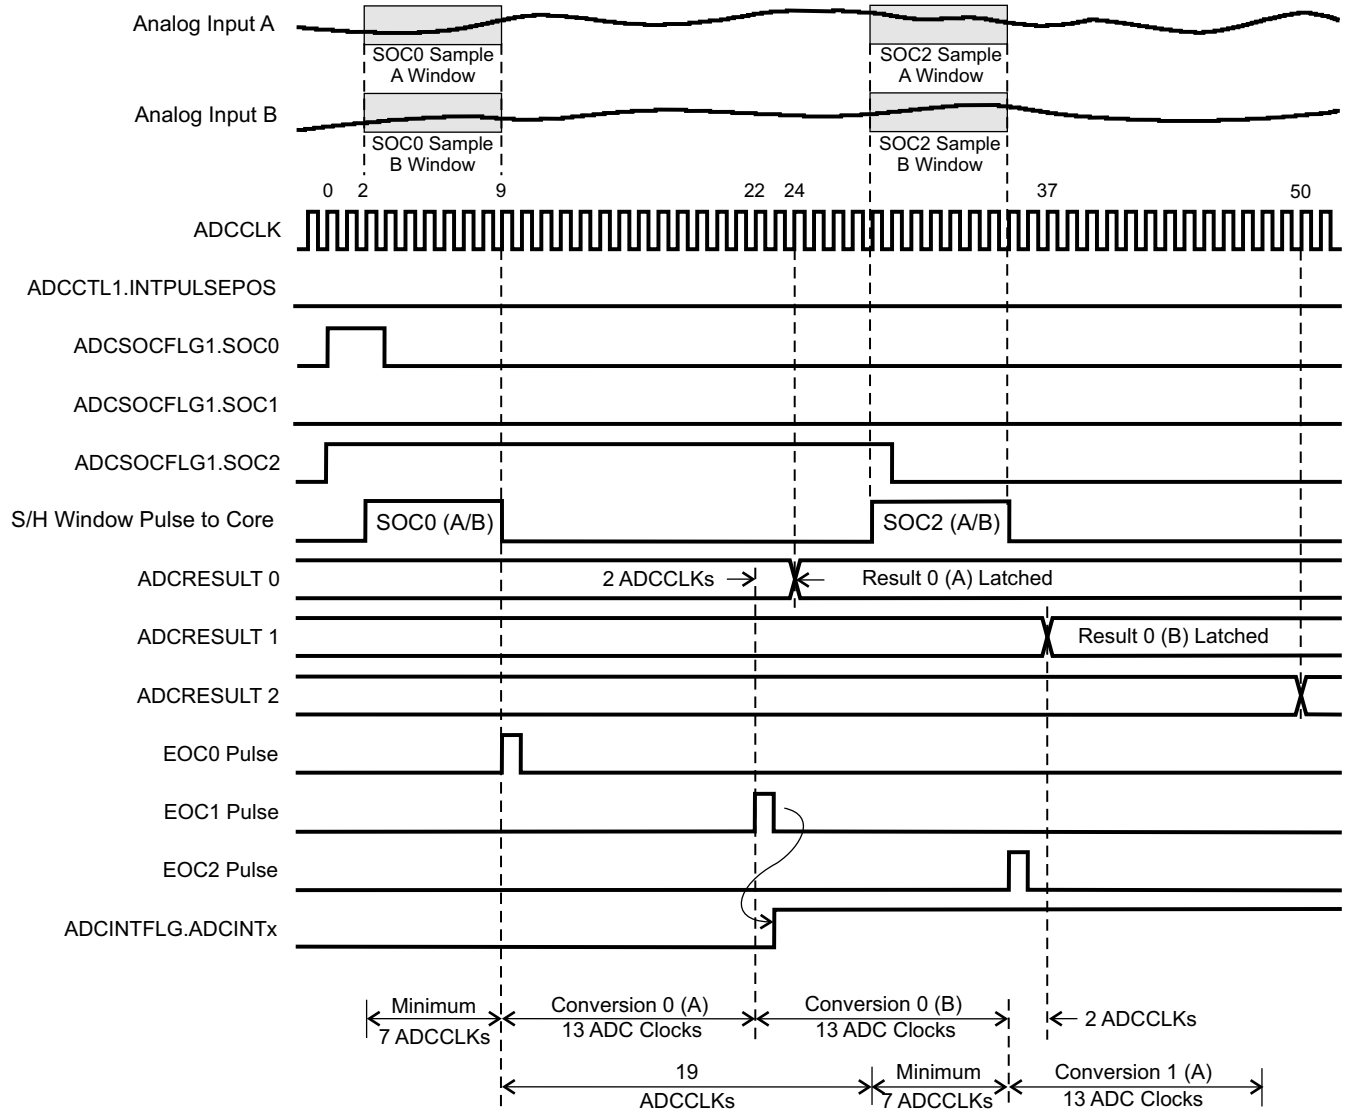 Analog Input A
SOC0 Sample
A Window
SOC2 Sample
A Window
Analog Input B
SOC0 Sample
B Window
SOC2 Sample
B Window
0 2 9 22 24 37 50
ADCCLK
ADCCTL1.INTPULSEPOS
ADCSOCFLG1.SOC0
ADCSOCFLG1.SOC1
ADCSOCFLG1.SOC2
S/H Window Pulse to Core
SOC0 (A/B)
SOC2 (A/B)
ADCRESULT 0
2 ADCCLKs
Result 0 (A) Latched
ADCRESULT 1
Result 0 (B) Latched
ADCRESULT 2
EOC0 Pulse
EOC1 Pulse
EOC2 Pulse
ADCINTFLG.ADCINTx
Minimum
7 ADCCLKs
Conversion 0 (A)
13 ADC Clocks
Conversion 0 (B)
13 ADC Clocks
2 ADCCLKs
19
ADCCLKs
Minimum
7 ADCCLKs
Conversion 1 (A)
13 ADC Clocks